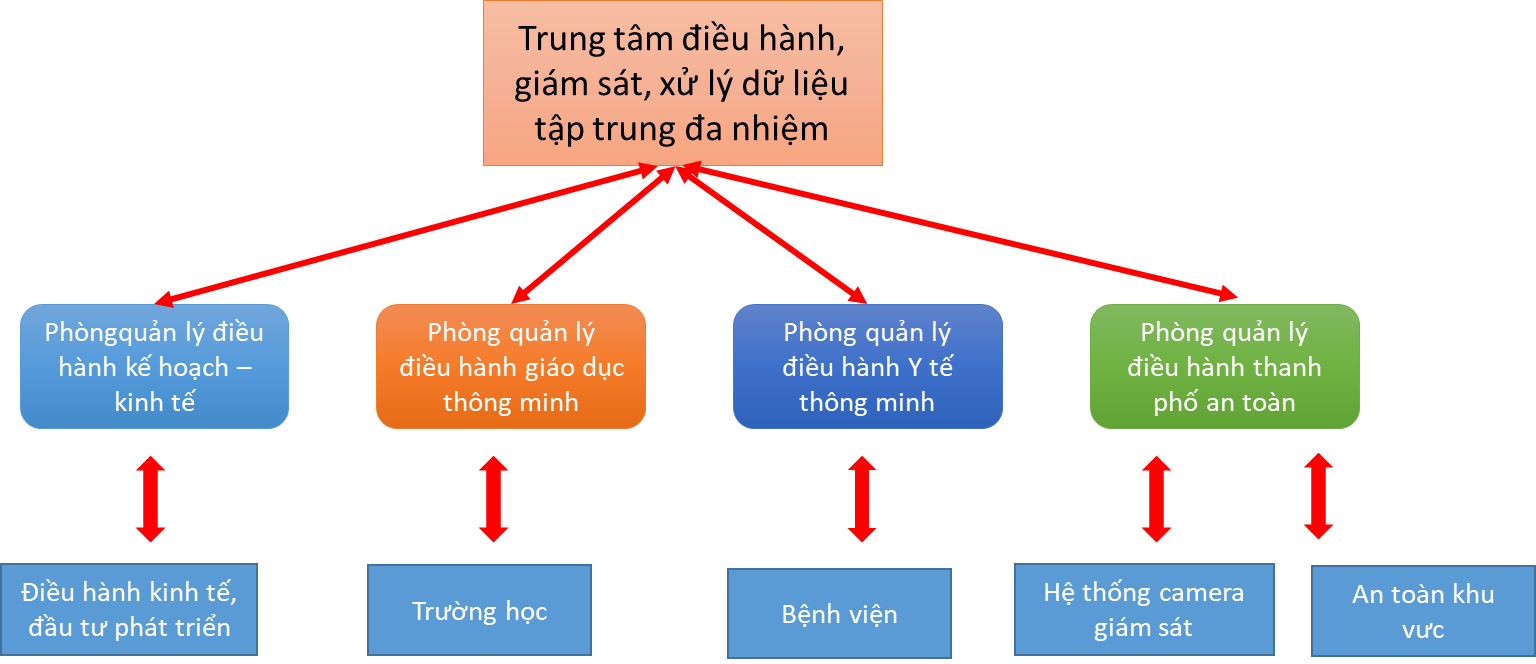 Trung tâm điều hành,
giám sát, xử lý dữ liệu
tập trung đa nhiệm
Phòngquản lý điều
hành kế hoạch –
kinh tế
Phòng quản lý
điều hành giáo dục
thông minh
Phòng quản lý
điều hành Y tế
thông minh
Phòng quản lý
điều hành thanh
phố an toàn
Điều hành kinh tế,
đầu tư phát triển
Trường học
Bệnh viện
Hệ thống camera
giám sát
An toàn khu
vưc